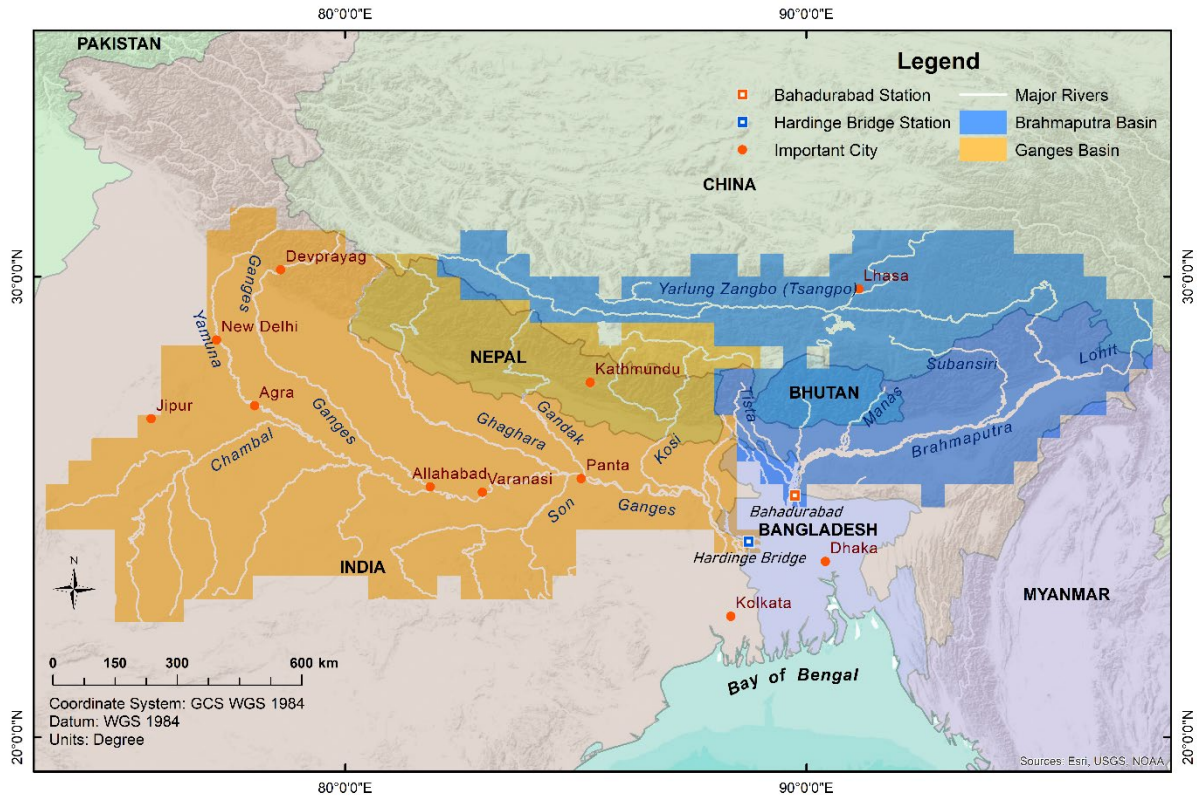 80°0'0"E
90°0'0"E
PAKISTAN
Legend
Bahadurabad Station
Major Rivers
Hardinge Bridge Station
Brahmaputra Basin
Important City
Ganges Basin
CHINA
30°0'0"N
30°0'0"N
Devprayag
Ganges
Lhasa
Yarlung Zangbo (Tsangpo)
Yamuna
New Delhi
NEPAL
Kathmundu
Subansiri
Lohit
BHUTAN
Tista
Manas
Jipur
Agra
Ganges
Ghaghara
Gandak
Kosi
Brahmaputra
Chambal
Allahabad
Varanasi
Panta
Son
Ganges
Bahadurabad
BANGLADESH
Hardinge Bridge
Dhaka
INDIA
N
MYANMAR
Kolkata
Bay of Bengal
0 150 300 600 km
Coordinate System: GCS WGS 1984
Datum: WGS 1984
Units: Degree
20°0'0"N
20°0'0"N
Sources: Esri, USGS, NOAA
80°0'0"E
90°0'0"E